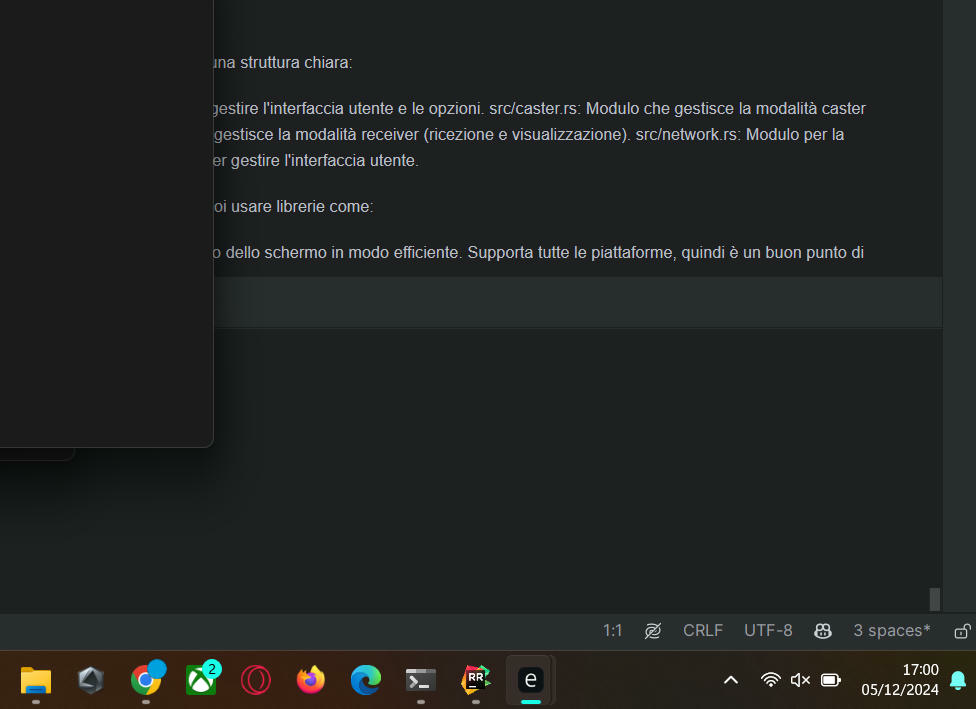 una struttura chiara:
gestire l'interfaccia utente e le opzioni. src/caster.rs: Modulo che gestisce la modalità caster
gestisce la modalità receiver (ricezione e visualizzazione). src/network.rs: Modulo per la
er gestire l'interfaccia utente.
oi usare librerie come:
o dello schermo in modo efficiente. Supporta tutte le piattaforme, quindi è un buon punto di
1:1 CRLF UTF-8 3 spaces*
2
RR
e
17:00
05/12/2024